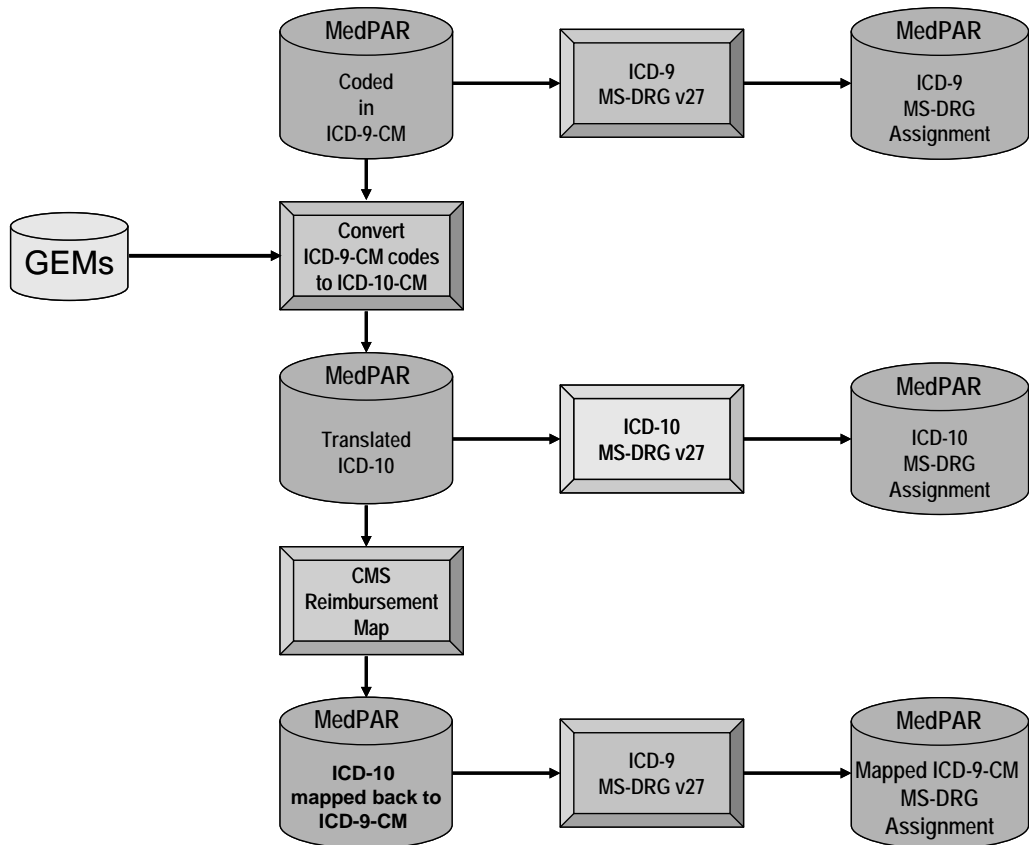 MedPAR
Coded
in
ICD-9-CM
ICD-9
MS-DRG v27
MedPAR
ICD-9
MS-DRG
Assignment
GEMs
Convert
ICD-9-CM codes
to ICD-10-CM
MedPAR
Translated
ICD-10
ICD-10
MS-DRG v27
MedPAR
ICD-10
MS-DRG
Assignment
CMS
Reimbursement
Map
MedPAR
ICD-10
mapped back to
ICD-9-CM
ICD-9
MS-DRG v27
MedPAR
Mapped ICD-9-CM
MS-DRG
Assignment